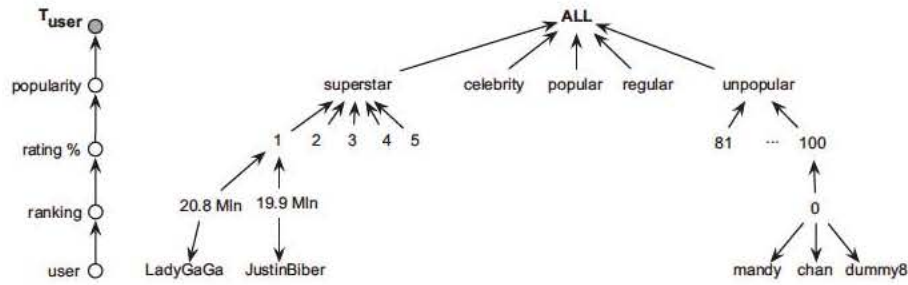 T user ALL
popularity superstar celebrity popular regular unpopular
rating % 1 2 3 4 5 81 ... 100
ranking 20.8 Mln 19.9 Mln 0
user LadyGaGa JustinBiber mandy chan dummy8